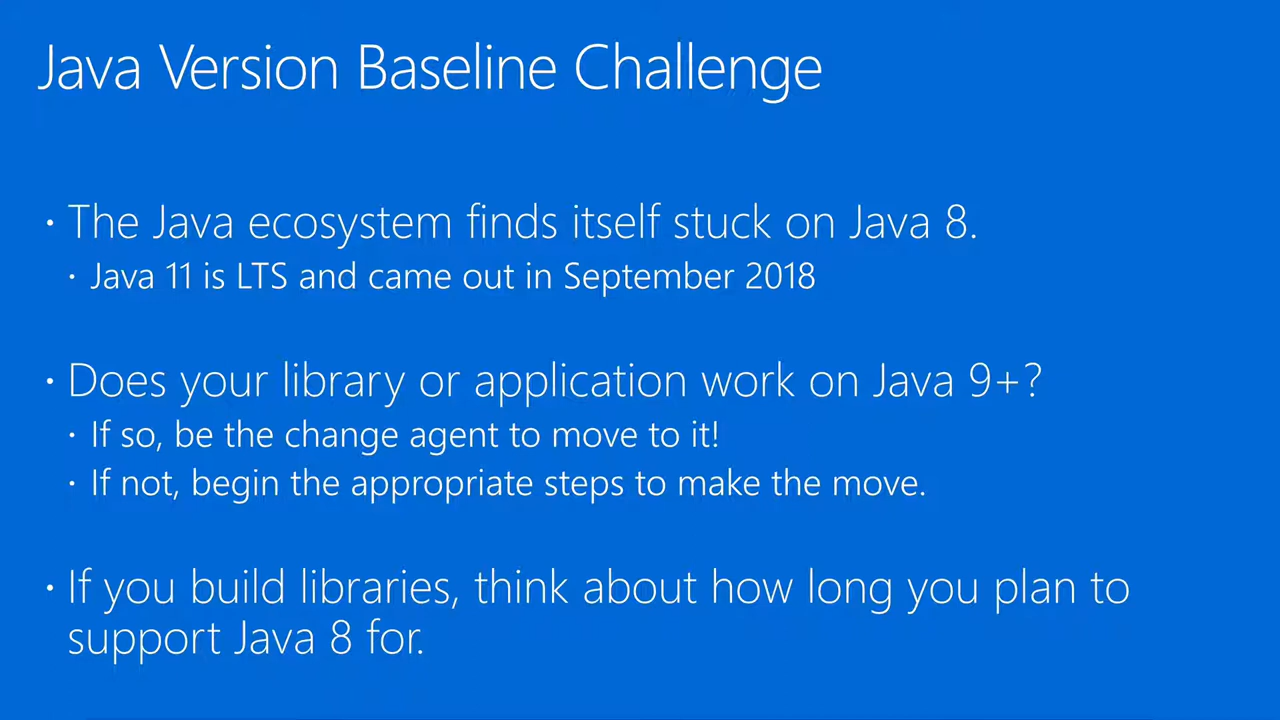 Java Version Baseline Challenge
· The Java ecosystem finds itself stuck on Java 8.
· Java 11 is LTS and came out in September 2018
· Does your library or application work on Java 9+?
· If so, be the change agent to move to it!
· If not, begin the appropriate steps to make the move.
· If you build libraries, think about how long you plan to
support Java 8 for.